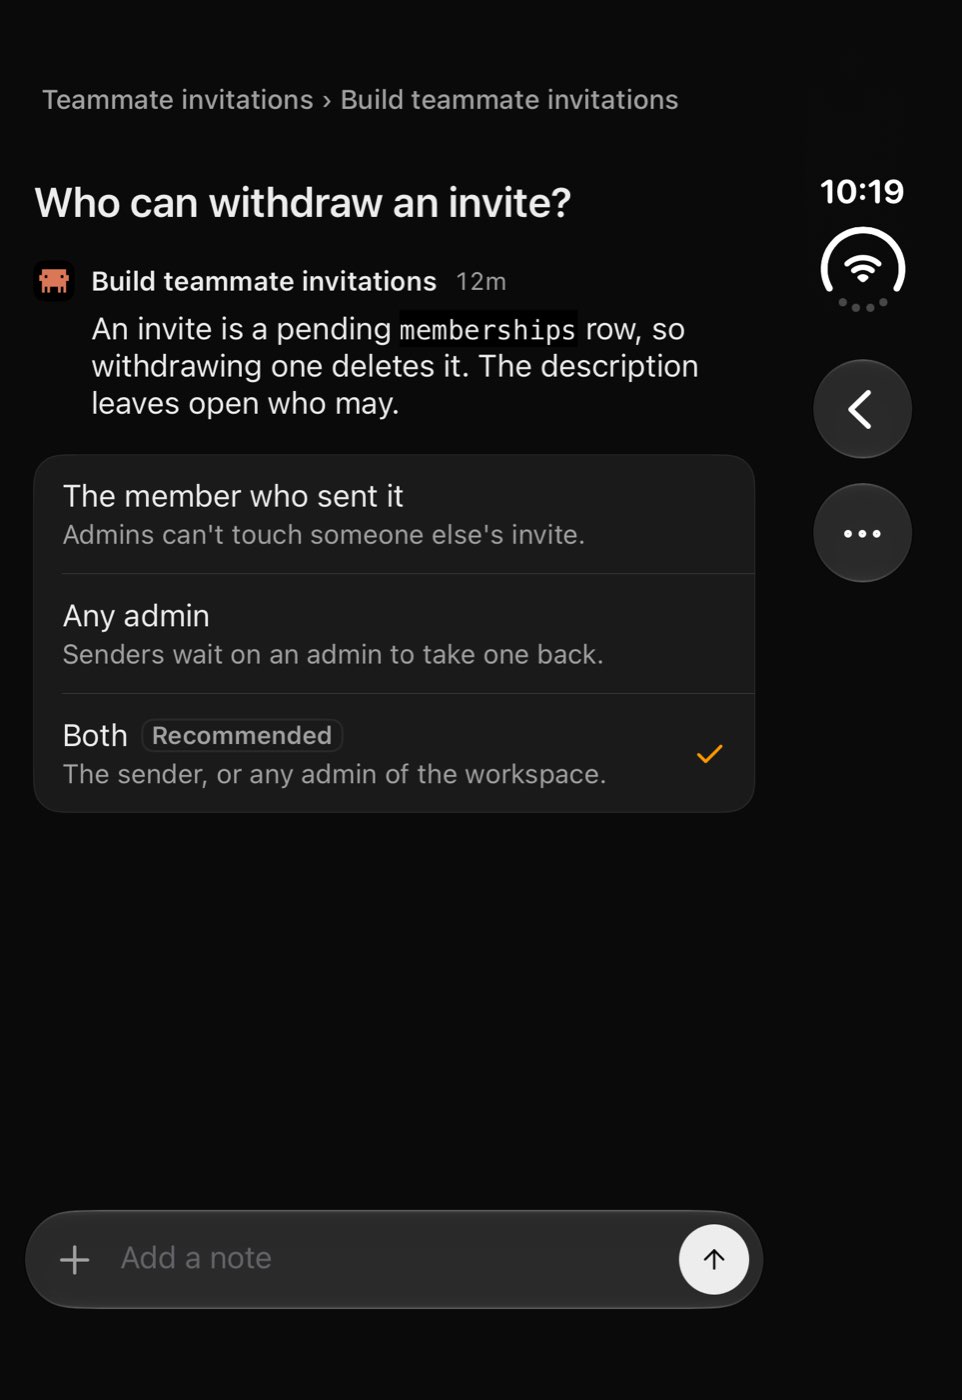 Teammate invitations › Build teammate invitations
Who can withdraw an invite?
10:19
Build teammate invitations 12m
An invite is a pending memberships row, so
withdrawing one deletes it. The description
leaves open who may.
The member who sent it
Admins can't touch someone else's invite.
Any admin
Senders wait on an admin to take one back.
Both Recommended
The sender, or any admin of the workspace.
Add a note